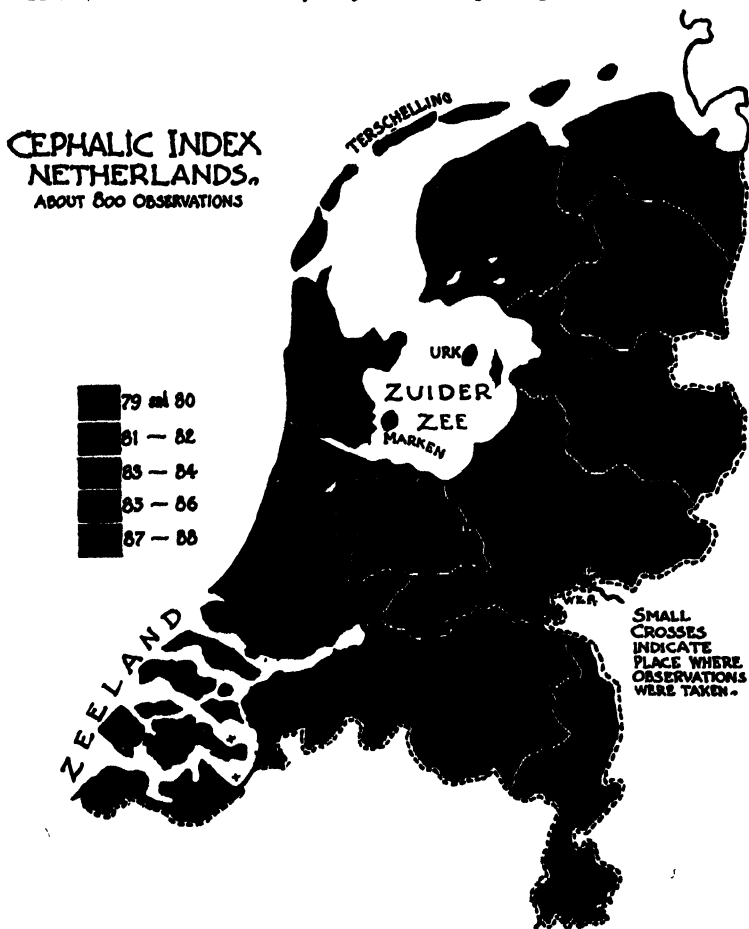 CEPHALIC INDEX
NETHERLANDS.
ABOUT 800 OBSERVATIONS
TERSCHELLING
URK
ZUIDER
ZEE
MARKEN
79 80
81 — 82
83 — 84
85 — 86
87 — 88
ZEELAND
SMALL
CROSSES
INDICATE
PLACE WHERE
OBSERVATIONS
WERE TAKEN.